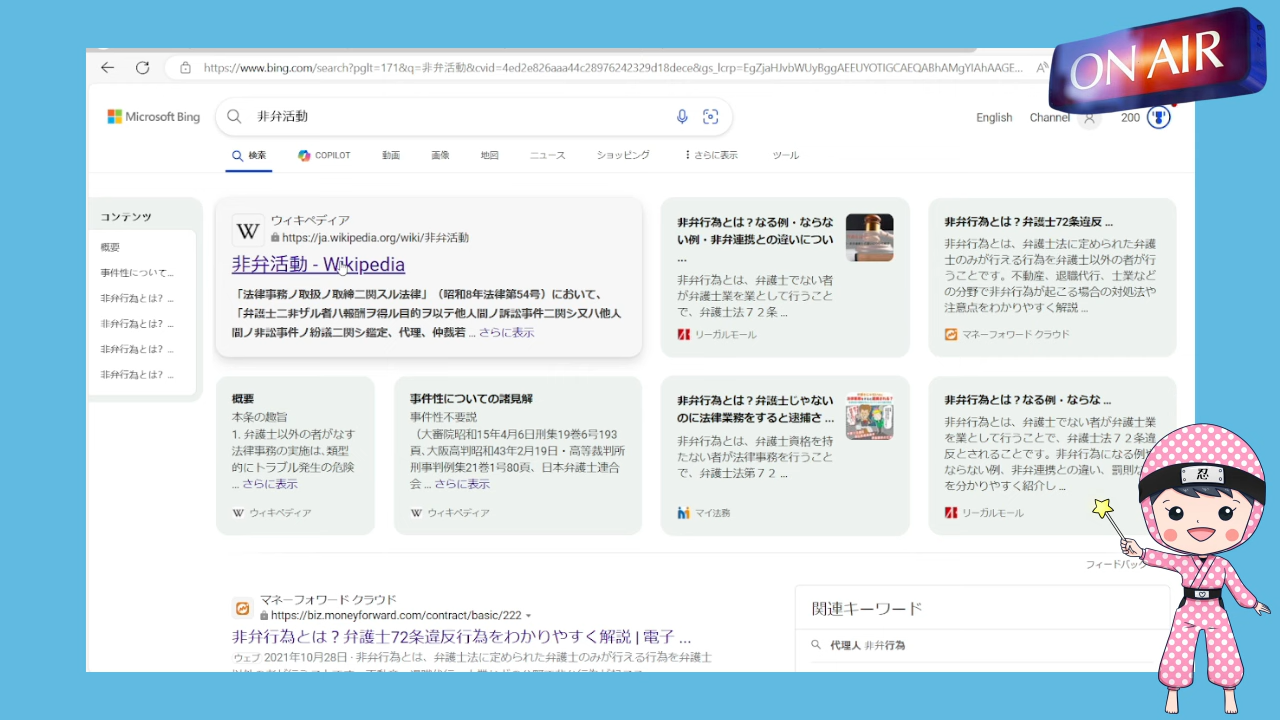 ON AIR
https://www.bing.com/search?pglt=171&q=非弁活動&cvid=4ed2e826aaa44c28976242329d18dece&gs_lcrp=EgZjaHJvbWUyBggAEEUYOTIGCAEQABhAMgYIAhAAGE...
Microsoft Bing
非弁活動
English Channel 200
検索 COPILOT 動画 画像 地図 ニュース ショッピング さらに表示 ツール
コンテンツ
概要
事件性について...
非弁行為とは? ...
非弁行為とは? ...
非弁行為とは? ...
非弁行為とは? ...
W
ウィキペディア
https://ja.wikipedia.org/wiki/非弁活動
非弁活動 - Wikipedia
「法律事務ノ取扱ノ取締ニ関スル法律」（昭和8年法律第54号）において、
「弁護士ニ非ザル者ハ報酬ヲ得ル目的ヲ以テ他人間ノ訴訟事件ニ関シ又ハ他人
間ノ非訟事件ノ紛議ニ関シ鑑定、代理、仲裁若 ... さらに表示
非弁行為とは？なる例・ならな
い例・非弁連携との違いについ
...
非弁行為とは、弁護士でない者
が弁護士業を業として行うこと
で、弁護士法７２条 ...
リーガルモール
非弁行為とは？弁護士72条違反 ...
非弁行為とは、弁護士法に定められた弁護
士のみが行える行為を弁護士以外の者が行
うことです。不動産、退職代行、士業など
の分野で非弁行為が起こる場合の対処法や
注意点をわかりやすく解説 ...
マネーフォワード クラウド
概要
本条の趣旨
1. 弁護士以外の者がなす
法律事務の実施は、類型
的にトラブル発生の危険
... さらに表示
W ウィキペディア
事件性についての諸見解
事件性不要説
（大審院昭和15年4月6日刑集19巻6号193
頁、大阪高判昭和43年2月19日・高等裁判所
刑事判例集21巻1号80頁、日本弁護士連合
会 ... さらに表示
W ウィキペディア
非弁行為とは？弁護士じゃない
のに法律業務をすると逮捕さ ...
非弁行為とは、弁護士資格を持
たない者が法律事務を行うこと
で、弁護士法第７２ ...
マイ法務
非弁行為とは？なる例・ならな ...
非弁行為とは、弁護士でない者が弁護士業
を業として行うことで、弁護士法７２条違
反とされることです。非弁行為になる例
ならない例、非弁連携との違い、罰則
を分かりやすく紹介し ...
リーガルモール
フィードバック
忍
マネーフォワード クラウド
https://biz.moneyforward.com/contract/basic/222
非弁行為とは？弁護士72条違反行為をわかりやすく解説 | 電子 ...
ウェブ 2021年10月28日 · 非弁行為とは、弁護士法に定められた弁護士のみが行える行為を弁護士
関連キーワード
代理人 非弁行為